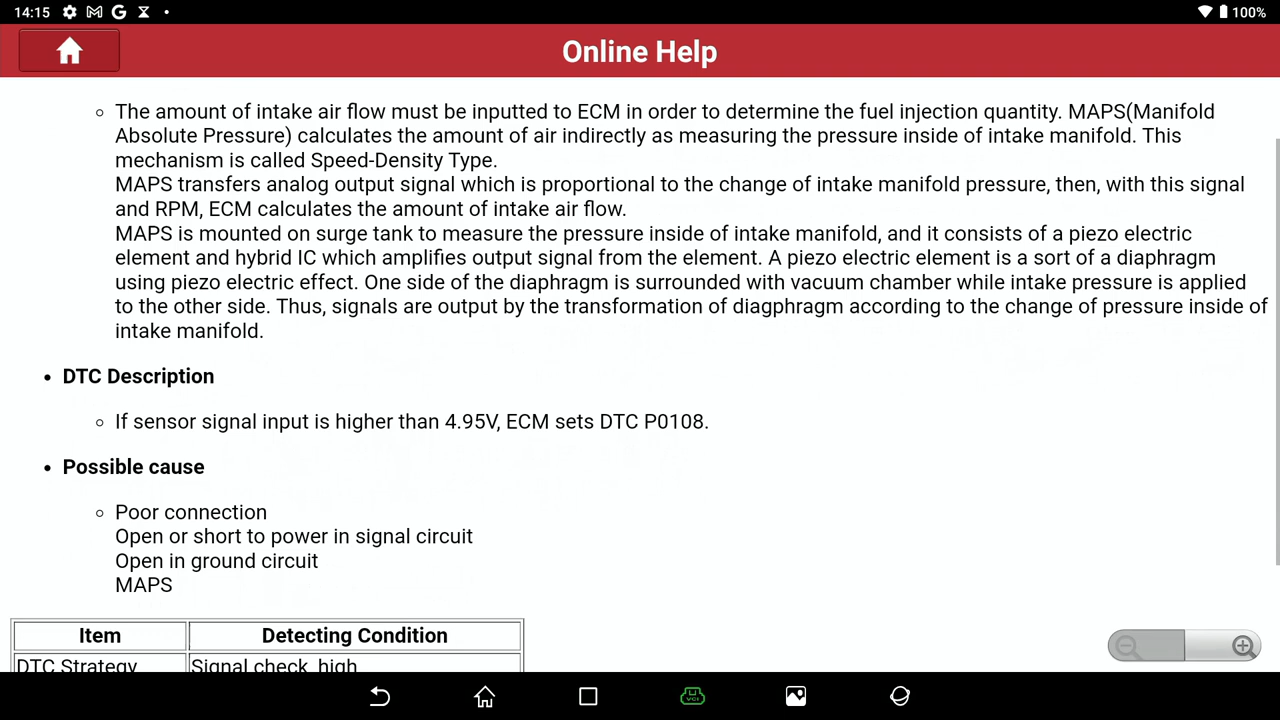 14:15
100%
Online Help
The amount of intake air flow must be inputted to ECM in order to determine the fuel injection quantity. MAPS(Manifold
Absolute Pressure) calculates the amount of air indirectly as measuring the pressure inside of intake manifold. This
mechanism is called Speed-Density Type.
MAPS transfers analog output signal which is proportional to the change of intake manifold pressure, then, with this signal
and RPM, ECM calculates the amount of intake air flow.
MAPS is mounted on surge tank to measure the pressure inside of intake manifold, and it consists of a piezo electric
element and hybrid IC which amplifies output signal from the element. A piezo electric element is a sort of a diaphragm
using piezo electric effect. One side of the diaphragm is surrounded with vacuum chamber while intake pressure is applied
to the other side. Thus, signals are output by the transformation of diagphragm according to the change of pressure inside of
intake manifold.
DTC Description
If sensor signal input is higher than 4.95V, ECM sets DTC P0108.
Possible cause
Poor connection
Open or short to power in signal circuit
Open in ground circuit
MAPS
Item
Detecting Condition
DTC Strategy
Signal check, high
VCI